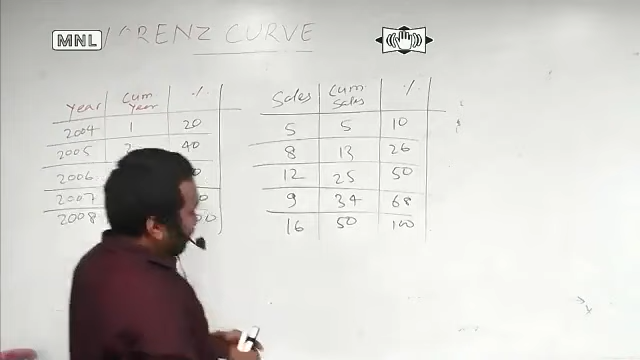 MNL
RENZ CURVE
Year Cum Year %
2004 1 20
2005 2 40
2006
2007
2008
Sales Cum Sales %
5 5 10
8 13 26
12 25 50
9 34 68
16 50 100